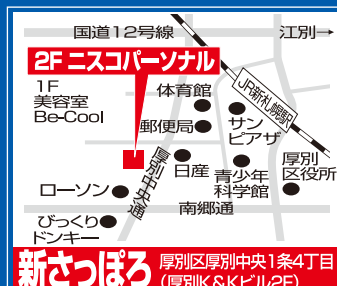 国道12号線
江別→
2F ニスコパーソナル
1F
美容室
Be-Cool
体育館
JR新札幌駅
郵便局
サン
ピアザ
厚別中央通
日産
青少年
科学館
厚別
区役所
ローソン
南郷通
びっくり
ドンキー
新さっぽろ
厚別区厚別中央1条4丁目
(厚別K&Kビル2F)